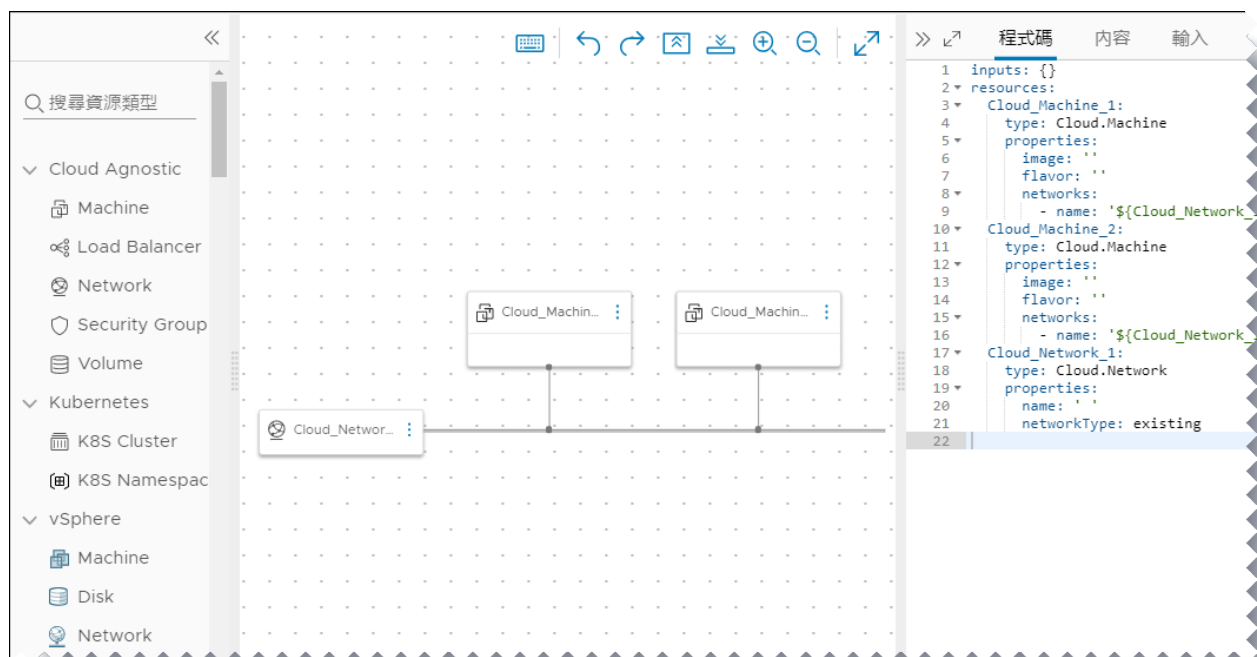 搜尋資源類型
Cloud Agnostic
Machine
Load Balancer
Network
Security Group
Volume
Kubernetes
K8S Cluster
K8S Namespac
vSphere
Machine
Disk
Network
Cloud_Machin...
Cloud_Machin...
Cloud_Networ...
程式碼 內容 輸入
1 inputs: {}
2 resources:
3 Cloud_Machine_1:
4 type: Cloud.Machine
5 properties:
6 image: ''
7 flavor: ''
8 networks:
9 - name: '${Cloud_Network_
10 Cloud_Machine_2:
11 type: Cloud.Machine
12 properties:
13 image: ''
14 flavor: ''
15 networks:
16 - name: '${Cloud_Network_
17 Cloud_Network_1:
18 type: Cloud.Network
19 properties:
20 name: ' '
21 networkType: existing
22